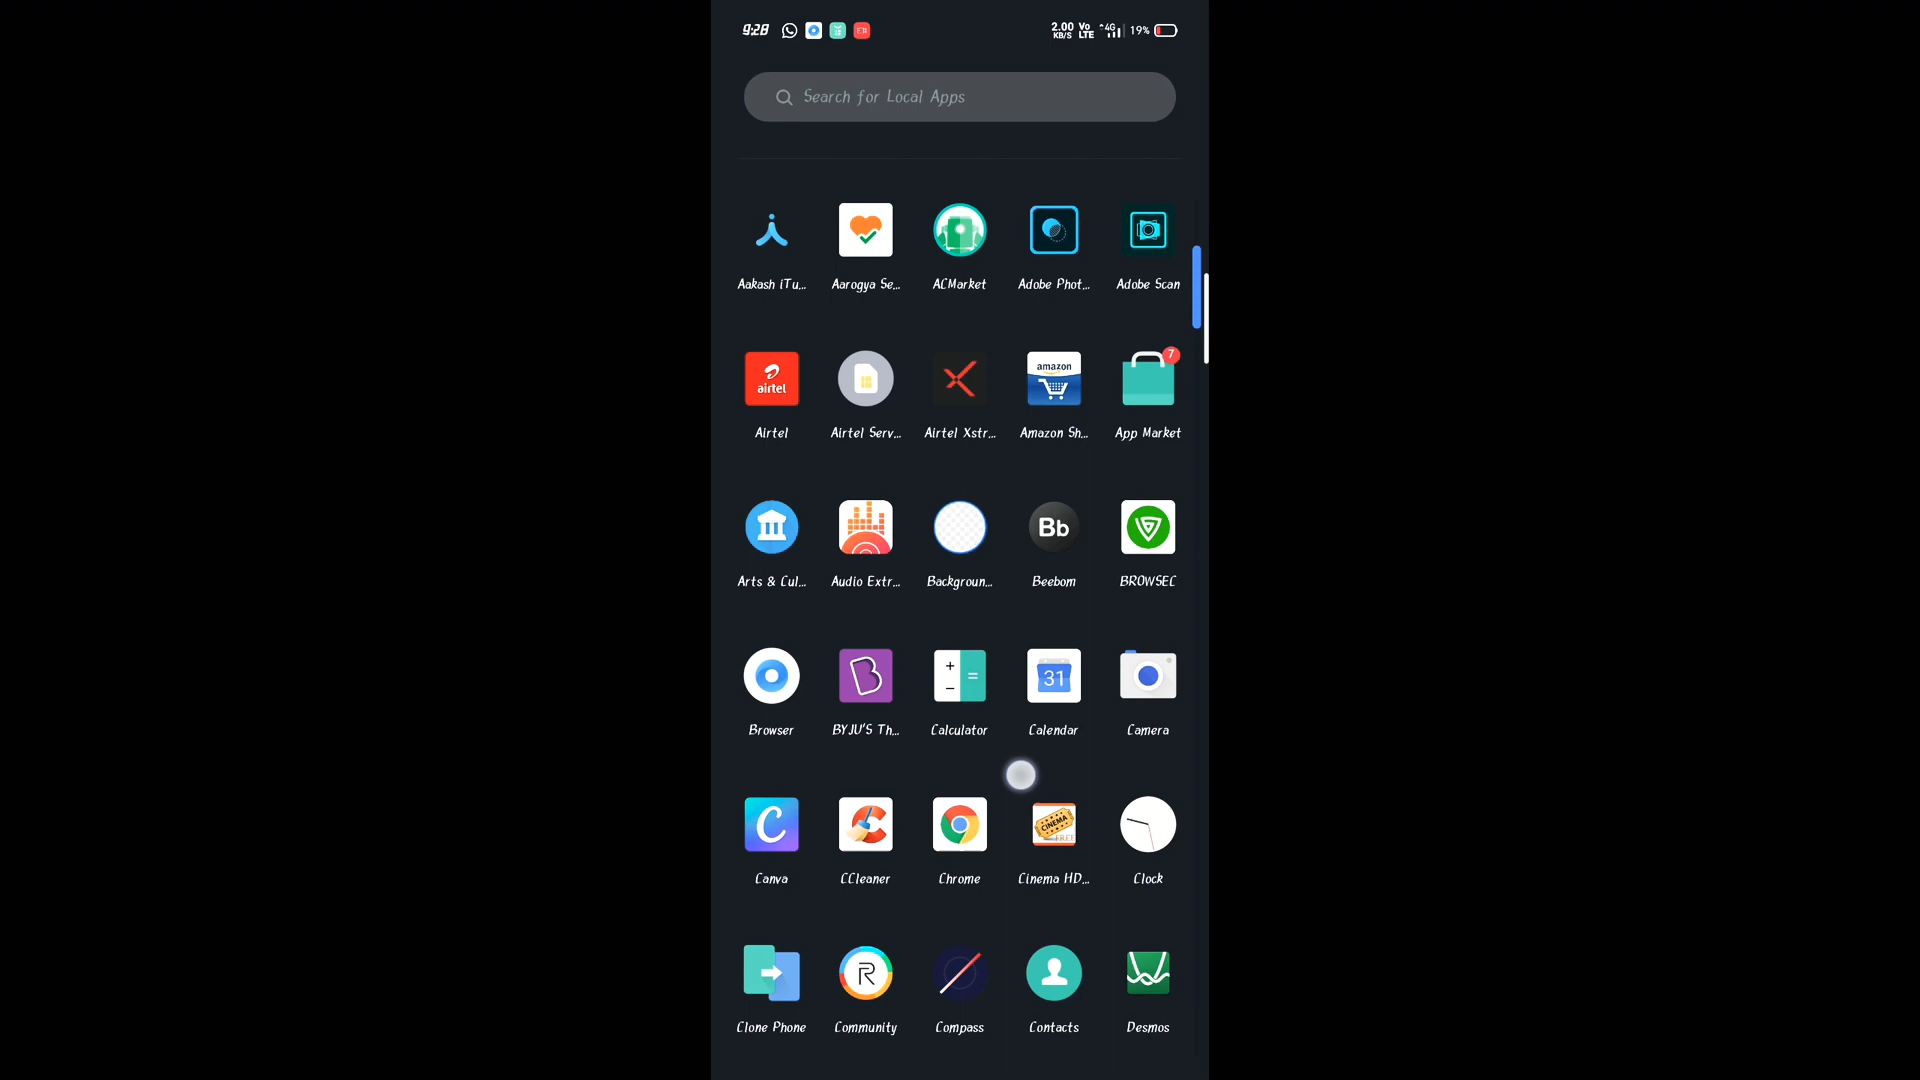 9:28 2.00 KB/S Vo LTE 4G 19%
Search for Local Apps
Aakash iTu... Aarogya Se... ACMarket Adobe Phot... Adobe Scan
airtel amazon 7
Airtel Airtel Serv... Airtel Xstr... Amazon Sh... App Market
Bb
Arts & Cul... Audio Extr... Backgroun... Beebom BROWSEC
B + − = 31
Browser BYJU'S Th... Calculator Calendar Camera
C CINEMA FREE
Canva CCleaner Chrome Cinema HD... Clock
R
Clone Phone Community Compass Contacts Desmos